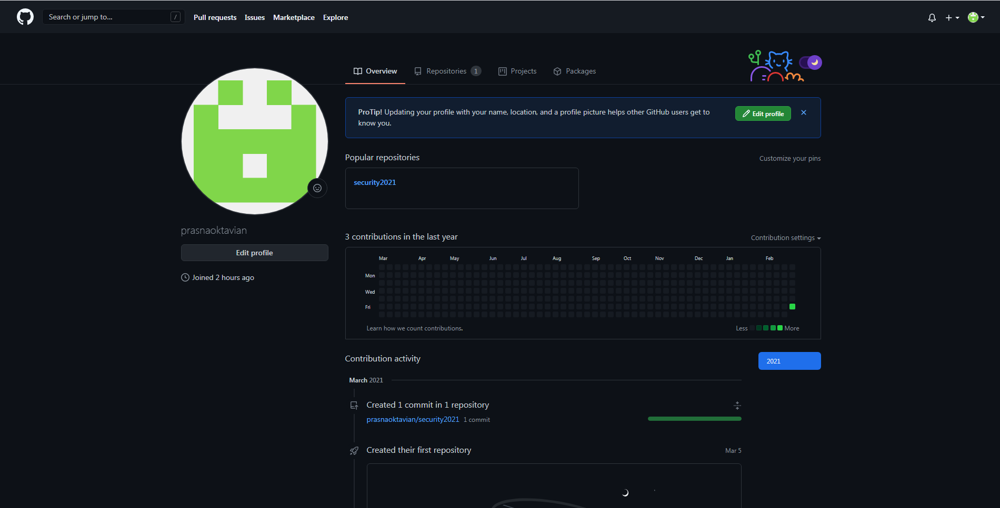 Search or jump to... /
Pull requests Issues Marketplace Explore
Overview Repositories 1 Projects Packages
ProTip! Updating your profile with your name, location, and a profile picture helps other GitHub users get to
know you.
Edit profile
Popular repositories Customize your pins
security2021
prasnaoktavian
Edit profile
Joined 2 hours ago
3 contributions in the last year Contribution settings
Mar Apr May Jun Jul Aug Sep Oct Nov Dec Jan Feb
Mon
Wed
Fri
Learn how we count contributions. Less More
Contribution activity 2021
March 2021
Created 1 commit in 1 repository
prasnaoktavian/security2021 1 commit
Created their first repository Mar 5